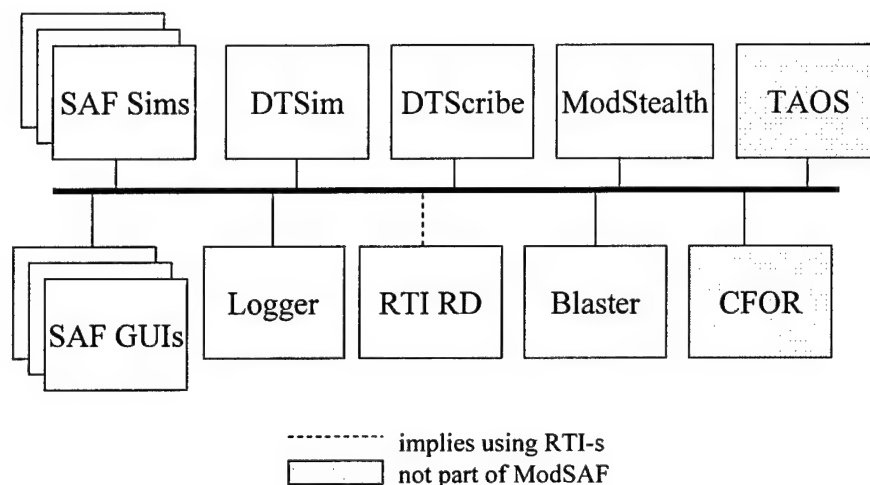 SAF Sims
DTSim
DTScribe
ModStealth
TAOS
SAF GUIs
Logger
RTI RD
Blaster
CFOR
implies using RTI-s
not part of ModSAF